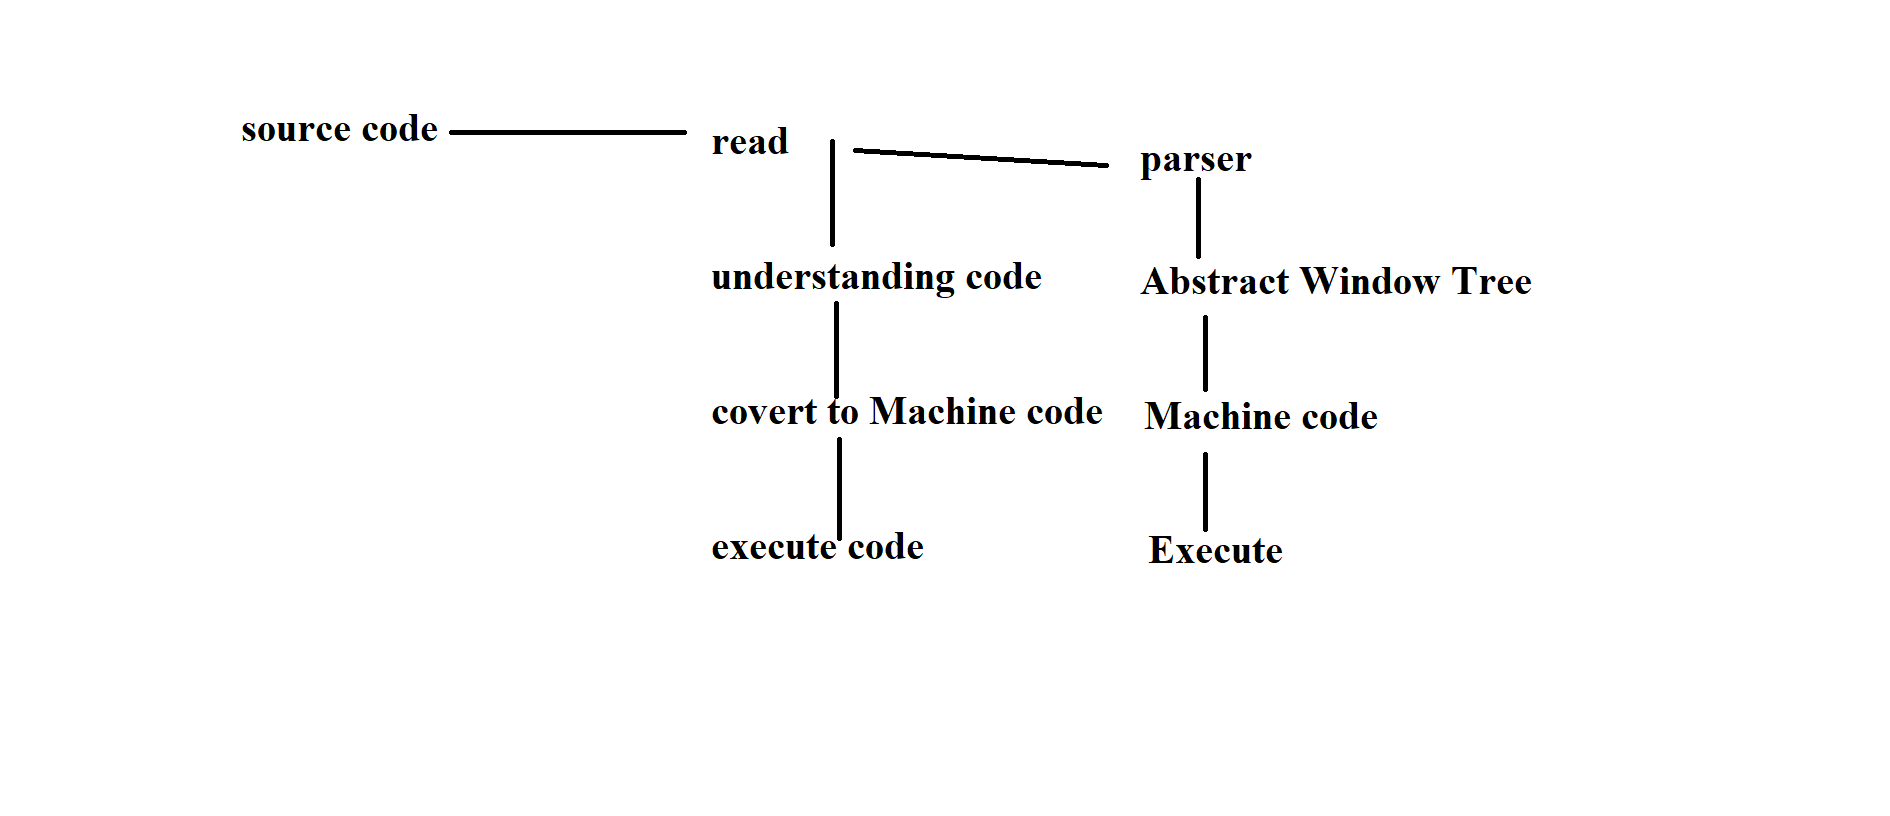 source code
read
parser
understanding code
Abstract Window Tree
covert to Machine code
Machine code
execute code
Execute